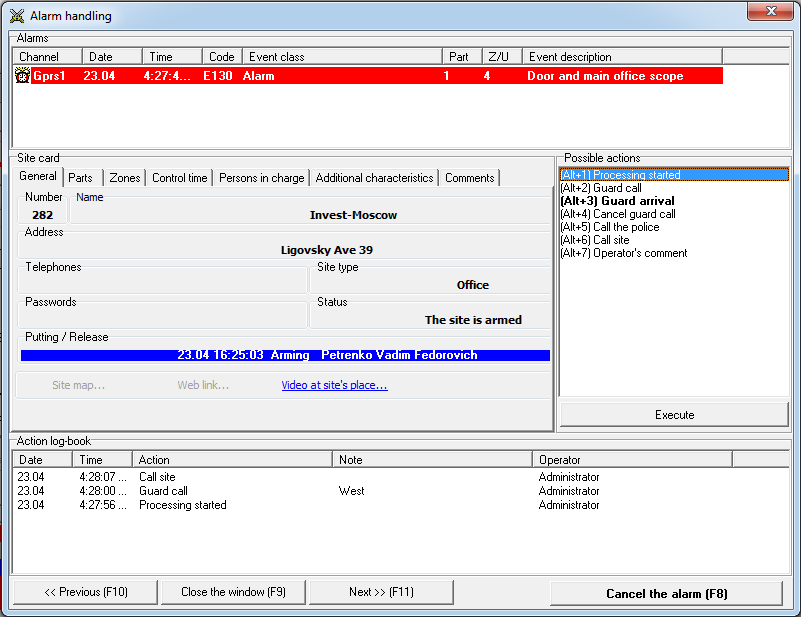 Alarm handling
Alarms
Channel Date Time Code Event class Part Z/U Event description
Gprs1 23.04 4:27:4... E130 Alarm 1 4 Door and main office scope
Site card
General Parts Zones Control time Persons in charge Additional characteristics Comments
Number Name
282 Invest-Moscow
Address
Ligovsky Ave 39
Telephones Site type
Office
Passwords Status
The site is armed
Putting / Release
23.04 16:25:03 Arming Petrenko Vadim Fedorovich
Site map... Web link... Video at site's place...
Possible actions
(Alt+1) Processing started
(Alt+2) Guard call
(Alt+3) Guard arrival
(Alt+4) Cancel guard call
(Alt+5) Call the police
(Alt+6) Call site
(Alt+7) Operator's comment
Execute
Action log-book
Date Time Action Note Operator
23.04 4:28:07 ... Call site Administrator
23.04 4:28:00 ... Guard call West Administrator
23.04 4:27:56 ... Processing started Administrator
<< Previous (F10) Close the window (F9) Next >> (F11) Cancel the alarm (F8)